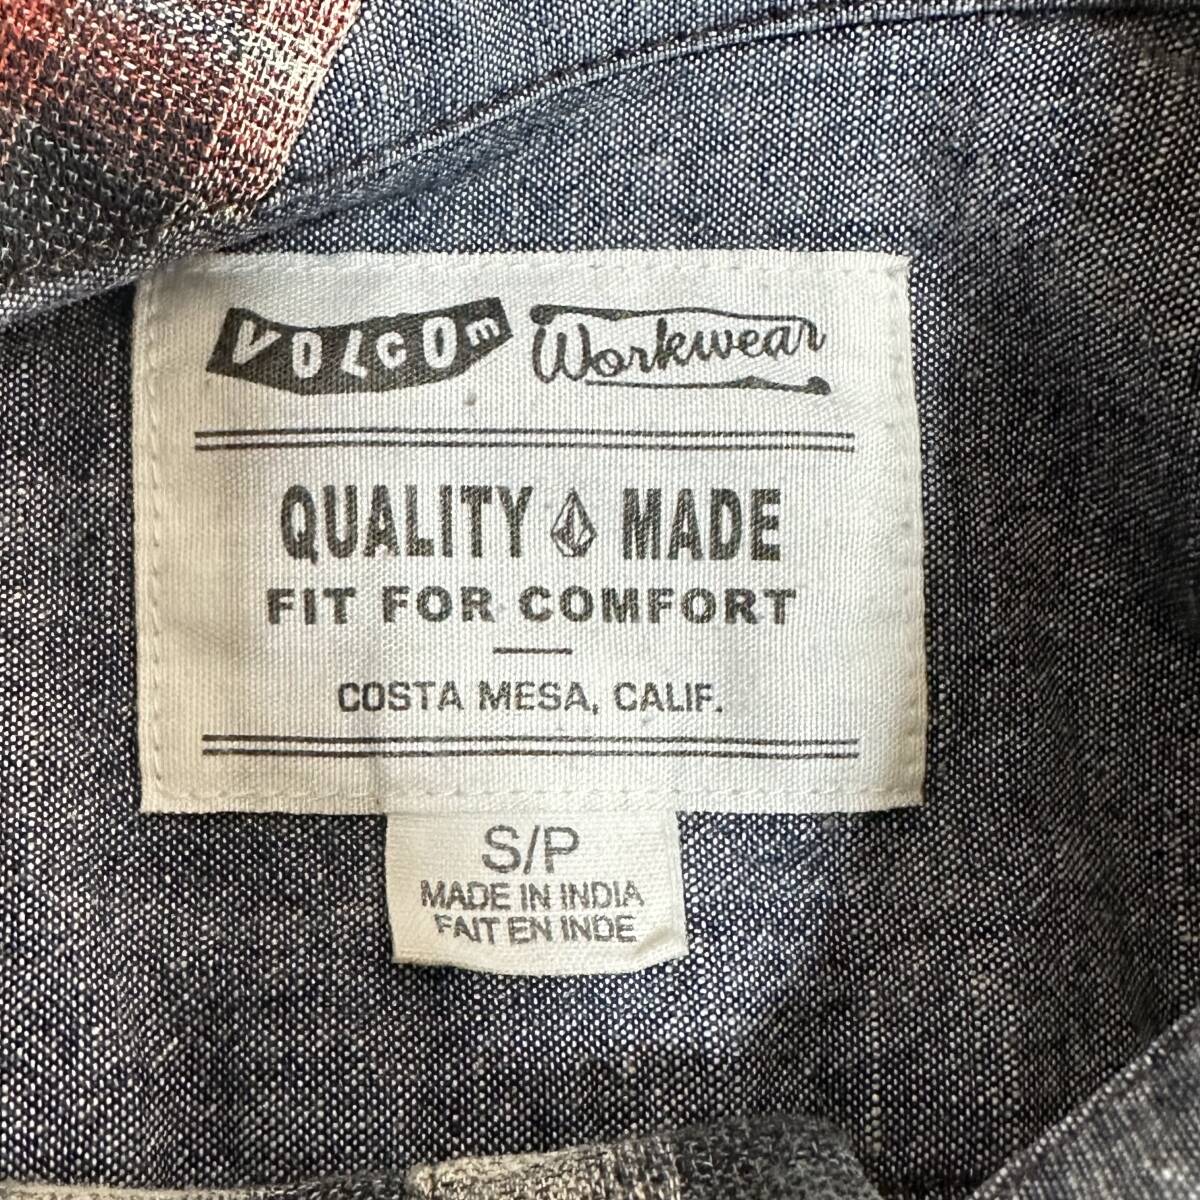 VOLCOM Workwear
QUALITY MADE
FIT FOR COMFORT
COSTA MESA, CALIF.
S/P
MADE IN INDIA
FAIT EN INDE